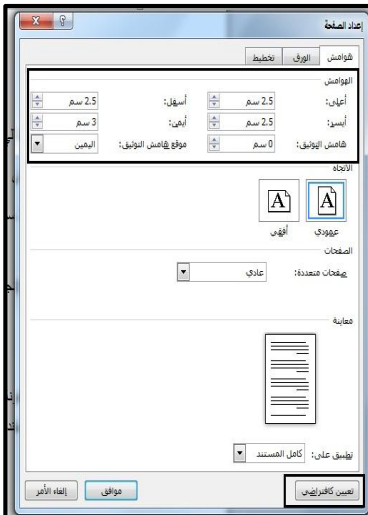 إعداد الصفحة
هوامش الورق تخطيط
الهوامش
أعلى: 2.5 سم أسفل: 2.5 سم
أيسر: 2.5 سم أيمن: 3 سم
هامش التوثيق: 0 سم موقع هامش التوثيق: اليمين
الاتجاه
عمودي أفقي
الصفحات
صفحات متعددة: عادي
معاينة
تطبيق على: كامل المستند
تعيين كافتراضي موافق إلغاء الأمر